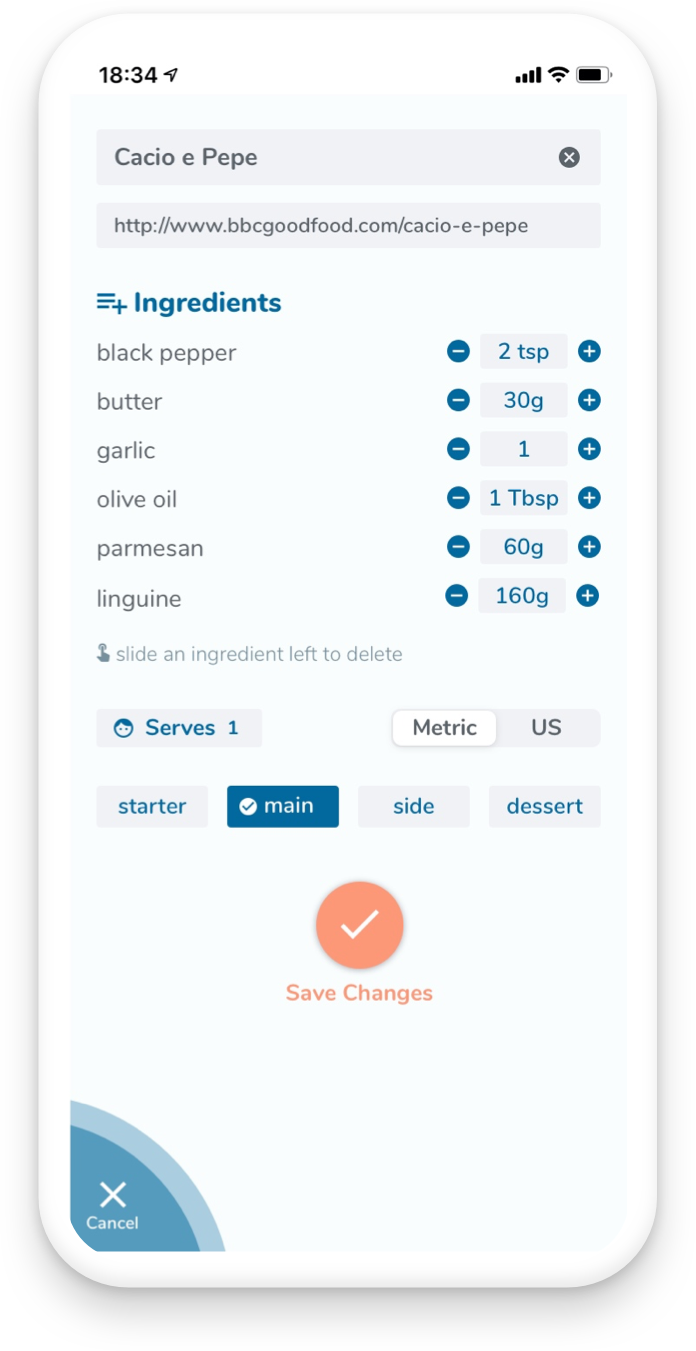 18:34
Cacio e Pepe
http://www.bbcgoodfood.com/cacio-e-pepe
Ingredients
black pepper 2 tsp
butter 30g
garlic 1
olive oil 1 Tbsp
parmesan 60g
linguine 160g
slide an ingredient left to delete
Serves 1 Metric US
starter main side dessert
Save Changes
Cancel